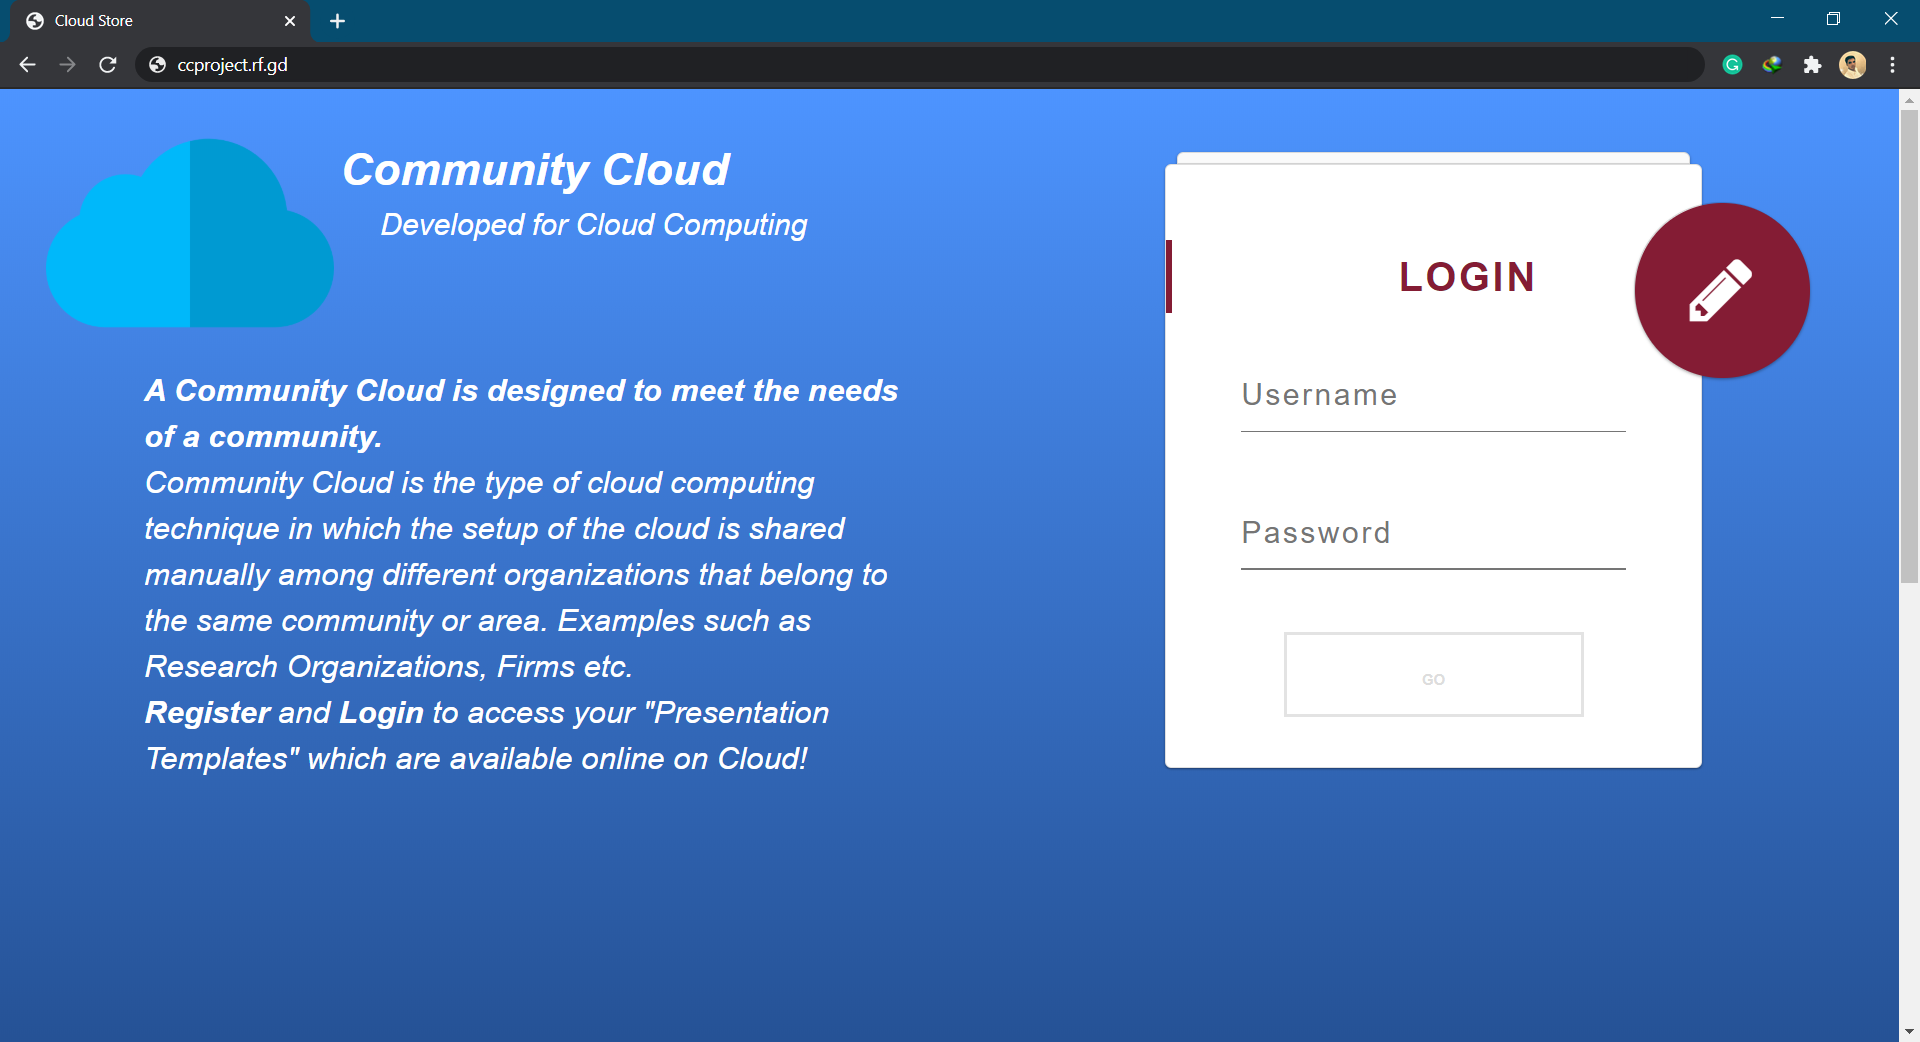 Cloud Store
ccproject.rf.gd
Community Cloud
Developed for Cloud Computing
A Community Cloud is designed to meet the needs
of a community.
Community Cloud is the type of cloud computing
technique in which the setup of the cloud is shared
manually among different organizations that belong to
the same community or area. Examples such as
Research Organizations, Firms etc.
Register and Login to access your "Presentation
Templates" which are available online on Cloud!
LOGIN
Username
Password
GO